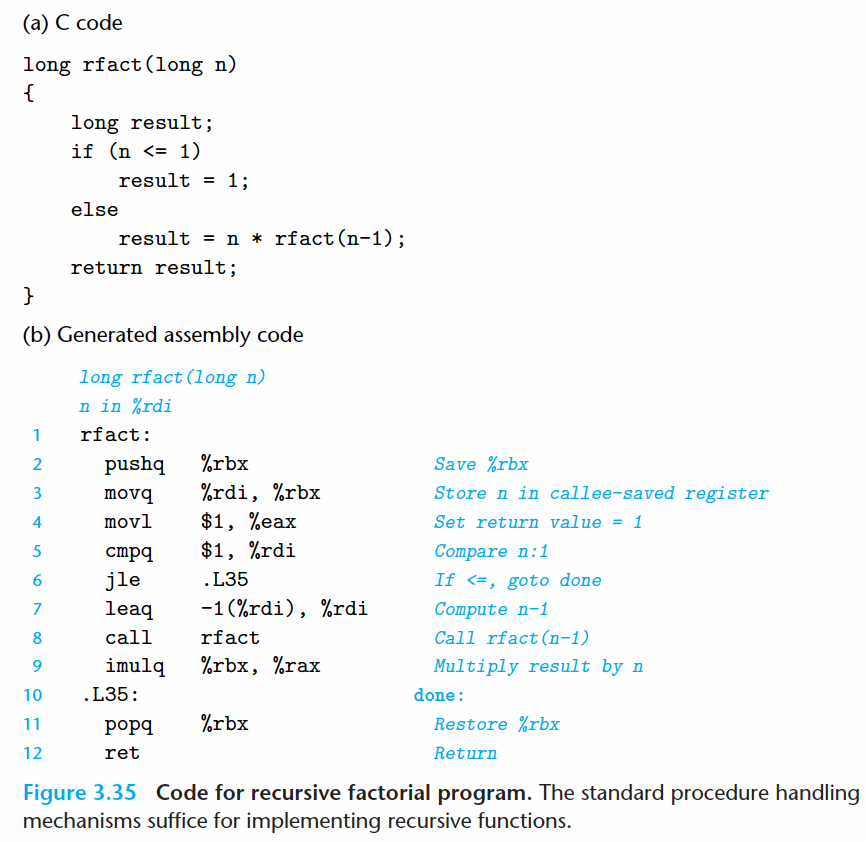 (a) C code
long rfact(long n)
{
long result;
if (n <= 1)
result = 1;
else
result = n * rfact(n-1);
return result;
}
(b) Generated assembly code
long rfact(long n)
n in %rdi
1 rfact:
2 pushq %rbx Save %rbx
3 movq %rdi, %rbx Store n in callee-saved register
4 movl $1, %eax Set return value = 1
5 cmpq $1, %rdi Compare n:1
6 jle .L35 If <=, goto done
7 leaq -1(%rdi), %rdi Compute n-1
8 call rfact Call rfact(n-1)
9 imulq %rbx, %rax Multiply result by n
10 .L35: done:
11 popq %rbx Restore %rbx
12 ret Return
Figure 3.35 Code for recursive factorial program. The standard procedure handling
mechanisms suffice for implementing recursive functions.